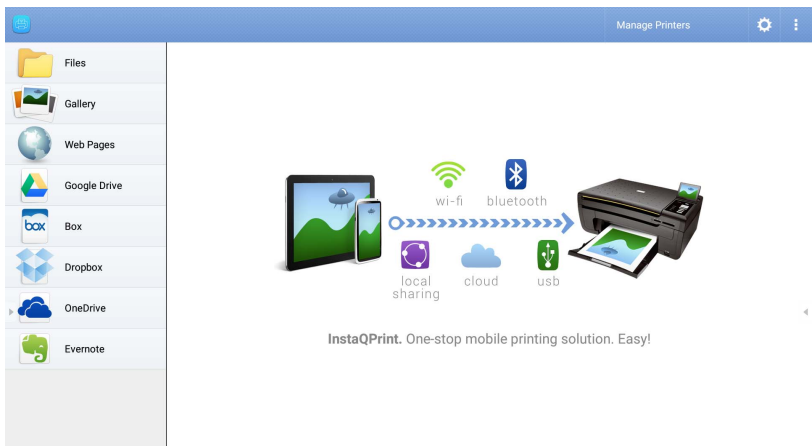 Manage Printers
Files
Gallery
Web Pages
Google Drive
box
Box
Dropbox
OneDrive
Evernote
wi-fi
bluetooth
local
sharing
cloud
usb
InstaQPrint. One-stop mobile printing solution. Easy!